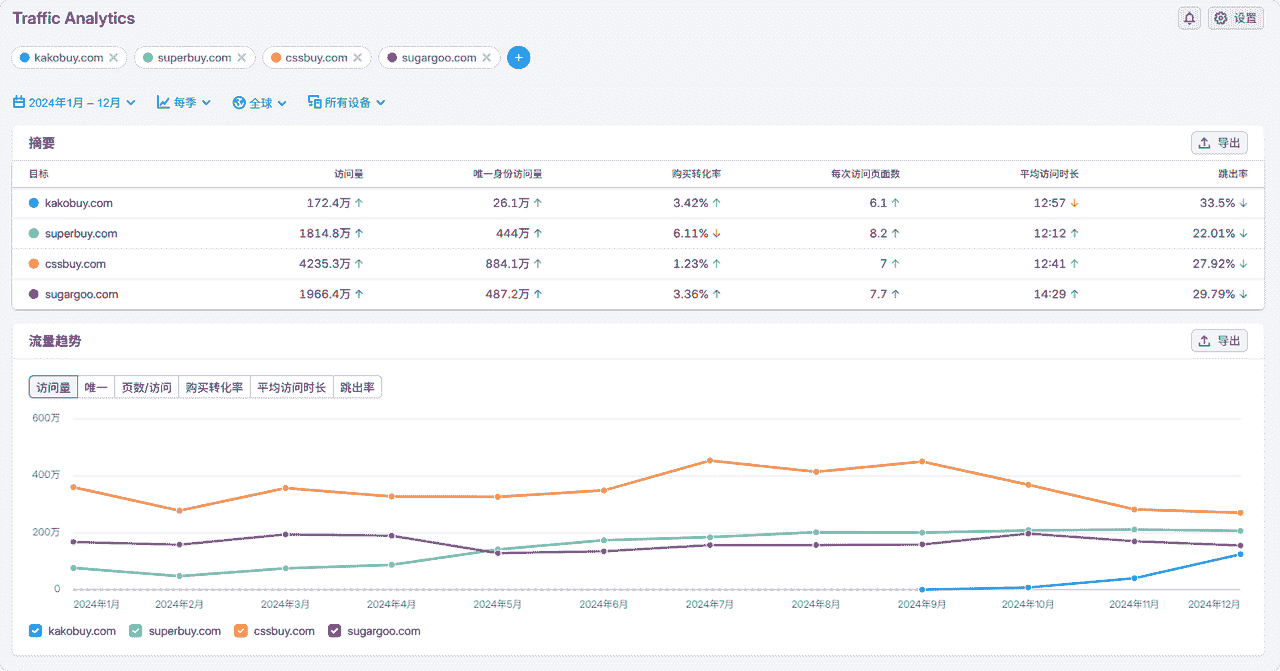 Traffic Analytics
设置
kakobuy.com × superbuy.com × cssbuy.com × sugargoo.com × +
2024年1月 – 12月 每季 全球 所有设备
摘要 导出
目标 访问量 唯一身份访问量 购买转化率 每次访问页面数 平均访问时长 跳出率
kakobuy.com 172.4万 ↑ 26.1万 ↑ 3.42% ↑ 6.1 ↑ 12:57 ↓ 33.5% ↓
superbuy.com 1814.8万 ↑ 444万 ↑ 6.11% ↓ 8.2 ↑ 12:12 ↑ 22.01% ↓
cssbuy.com 4235.3万 ↑ 884.1万 ↑ 1.23% ↑ 7 ↑ 12:41 ↑ 27.92% ↓
sugargoo.com 1966.4万 ↑ 487.2万 ↑ 3.36% ↑ 7.7 ↑ 14:29 ↑ 29.79% ↓
流量趋势 导出
访问量 唯一 页数/访问 购买转化率 平均访问时长 跳出率
600万
400万
200万
0
2024年1月 2024年2月 2024年3月 2024年4月 2024年5月 2024年6月 2024年7月 2024年8月 2024年9月 2024年10月 2024年11月 2024年12月
kakobuy.com superbuy.com cssbuy.com sugargoo.com